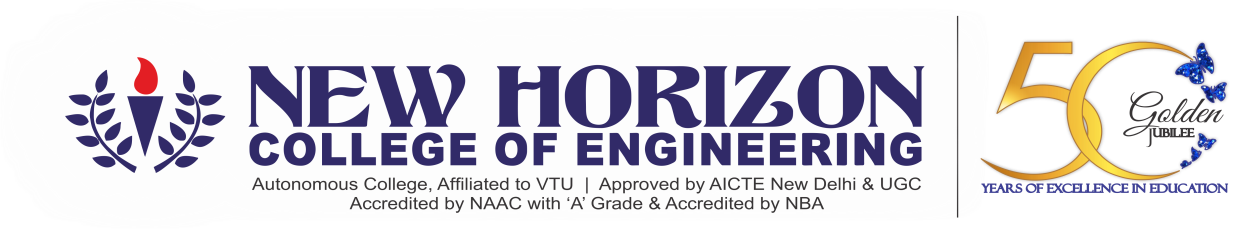 NEW HORIZON
COLLEGE OF ENGINEERING
Autonomous College, Affiliated to VTU | Approved by AICTE New Delhi & UGC
Accredited by NAAC with ‘A’ Grade & Accredited by NBA
50
Golden
JUBILEE
YEARS OF EXCELLENCE IN EDUCATION